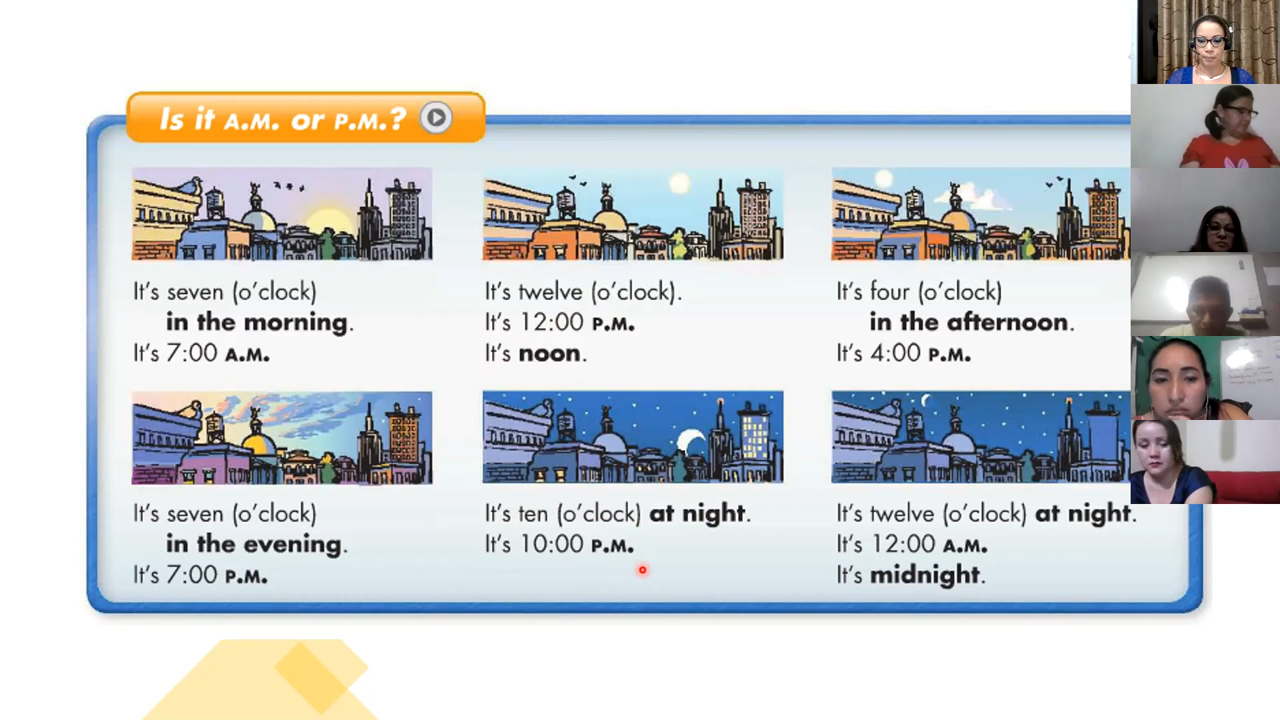 Is it A.M. or P.M.?
It's seven (o'clock)
in the morning.
It's 7:00 A.M.
It's twelve (o'clock).
It's 12:00 P.M.
It's noon.
It's four (o'clock)
in the afternoon.
It's 4:00 P.M.
It's seven (o'clock)
in the evening.
It's 7:00 P.M.
It's ten (o'clock) at night.
It's 10:00 P.M.
It's twelve (o'clock) at night.
It's 12:00 A.M.
It's midnight.